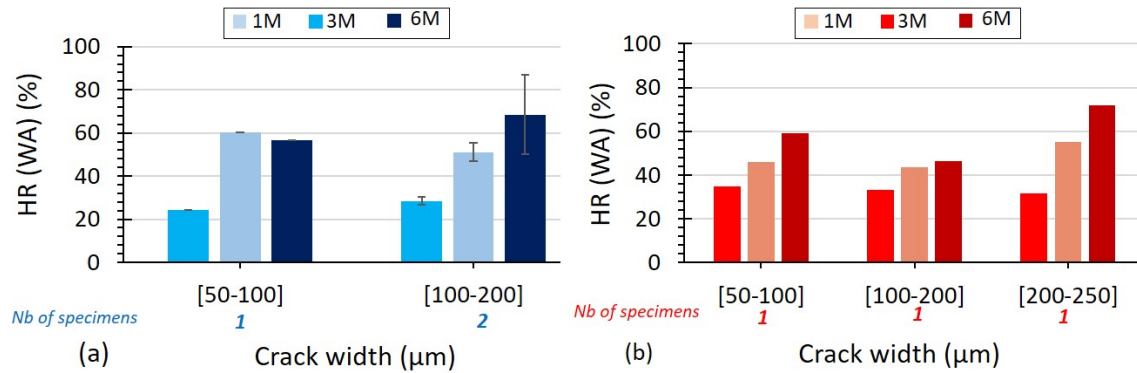 1M 3M 6M
HR (WA) (%)
100
80
60
40
20
0
[50-100] [100-200]
Nb of specimens 1 2
(a) Crack width (μm)
1M 3M 6M
HR (WA) (%)
100
80
60
40
20
0
[50-100] [100-200] [200-250]
Nb of specimens 1 1 1
(b) Crack width (μm)